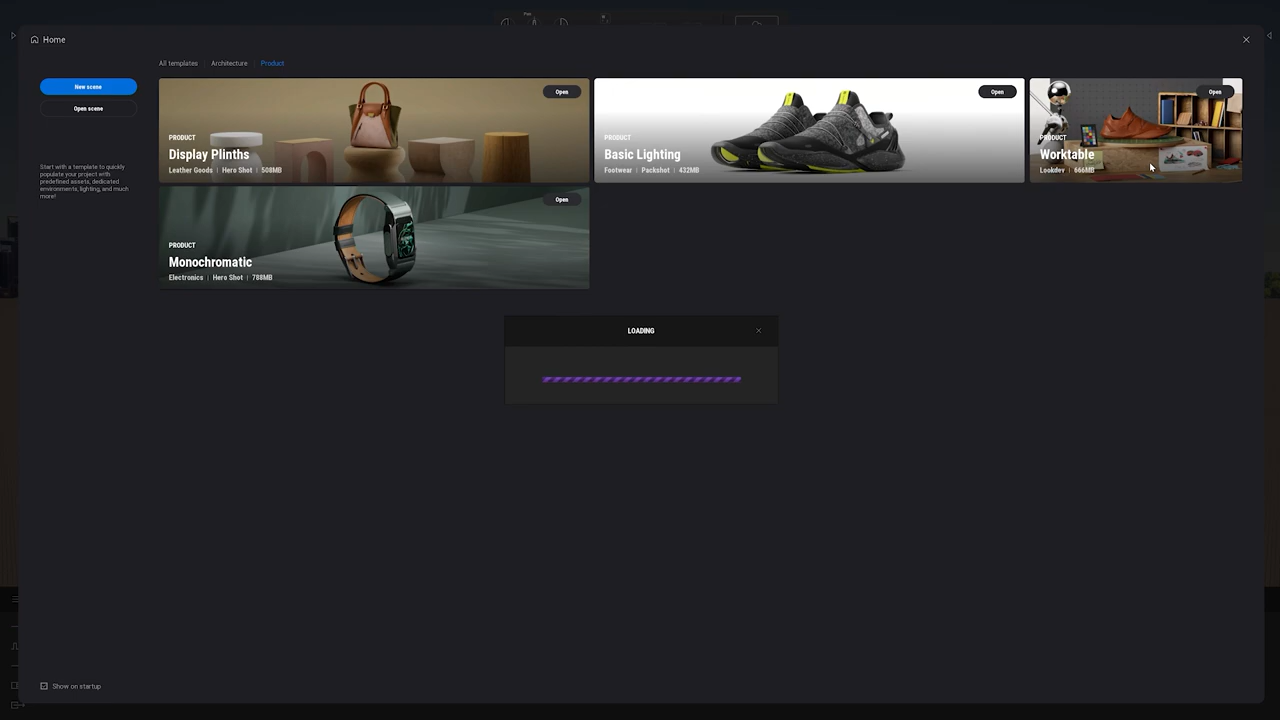 Home
All templates
Architecture
Product
New scene
Open scene
Start with a template to quickly
populate your project with
predefined assets, dedicated
environments, lighting, and much
more!
Open
PRODUCT
Display Plinths
Leather Goods | Hero Shot | 508MB
Open
PRODUCT
Basic Lighting
Footwear | Packshot | 432MB
Open
PRODUCT
Worktable
Lookdev | 666MB
Open
PRODUCT
Monochromatic
Electronics | Hero Shot | 788MB
LOADING
Show on startup